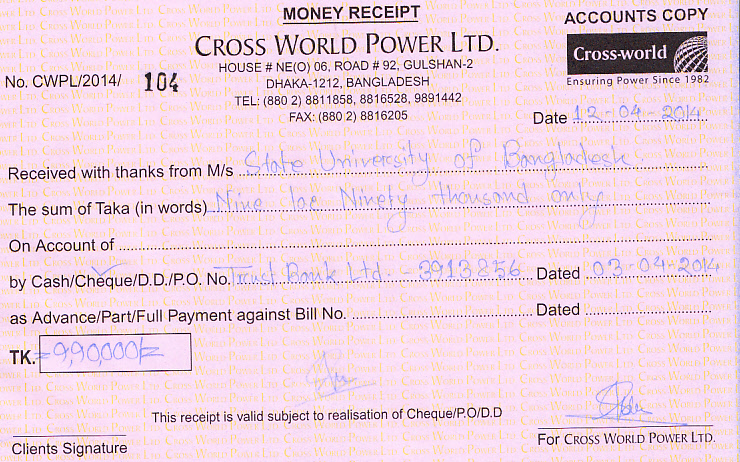 MONEY RECEIPT
ACCOUNTS COPY
CROSS WORLD POWER LTD.
Cross-world
Ensuring Power Since 1982
HOUSE # NE(O) 06, ROAD # 92, GULSHAN-2
DHAKA-1212, BANGLADESH
TEL: (880 2) 8811858, 8816528, 9891442
FAX: (880 2) 8816205
No. CWPL/2014/ 104
Date 12-04-2014
Received with thanks from M/s State University of Bangladesh.
The sum of Taka (in words) Nine lac Ninety thousand only
On Account of
by Cash/Cheque/D.D./P.O. No. Trust Bank Ltd. - 3913856 Dated 03-04-2014
as Advance/Part/Full Payment against Bill No. Dated
TK. =9,90,000/=
This receipt is valid subject to realisation of Cheque/P.O/D.D
Clients Signature
For CROSS WORLD POWER LTD.